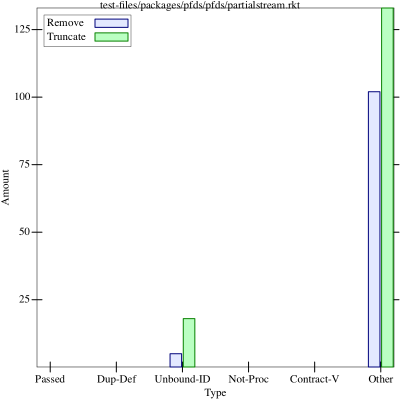 test-files/packages/pfds/pfds/partialstream.rkt
Remove
Truncate
125
100
75
50
25
Amount
Passed Dup-Def Unbound-ID Not-Proc Contract-V Other
Type